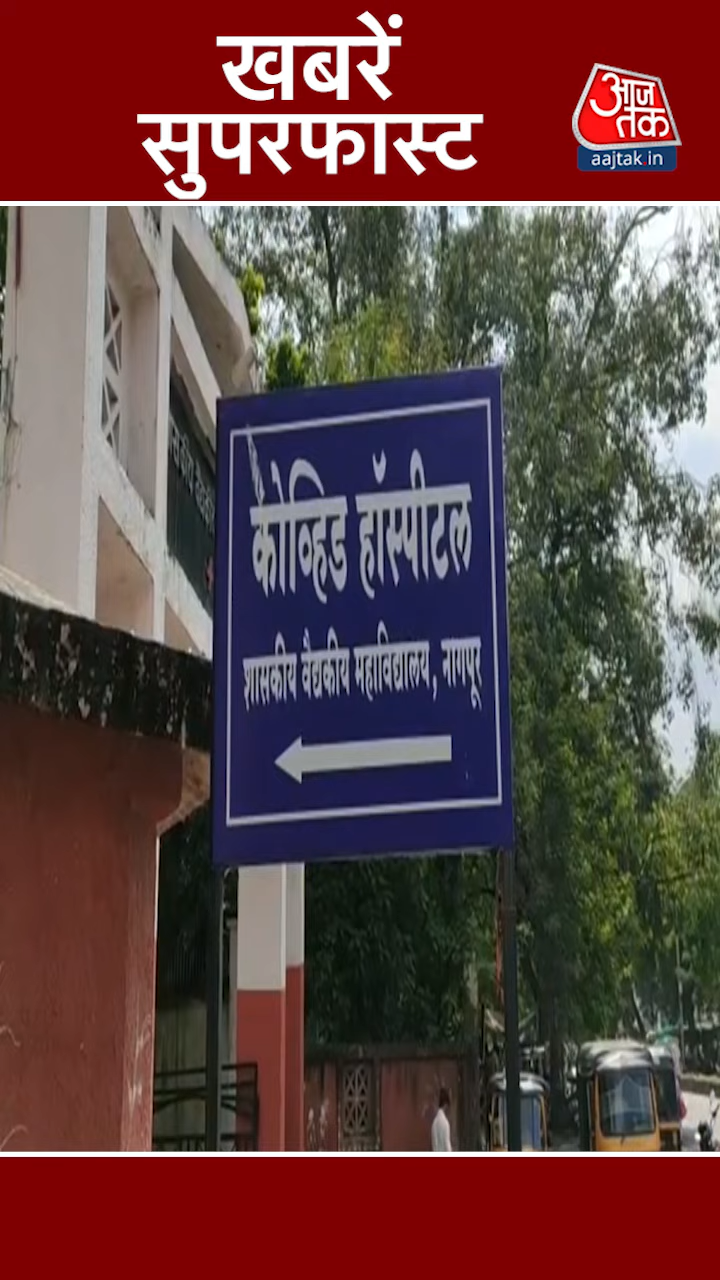 खबरें
सुपरफास्ट
आज
तक
aajtak.in
कोव्हिड हॉस्पीटल
शासकीय वैद्यकीय महाविद्यालय, नागपूर